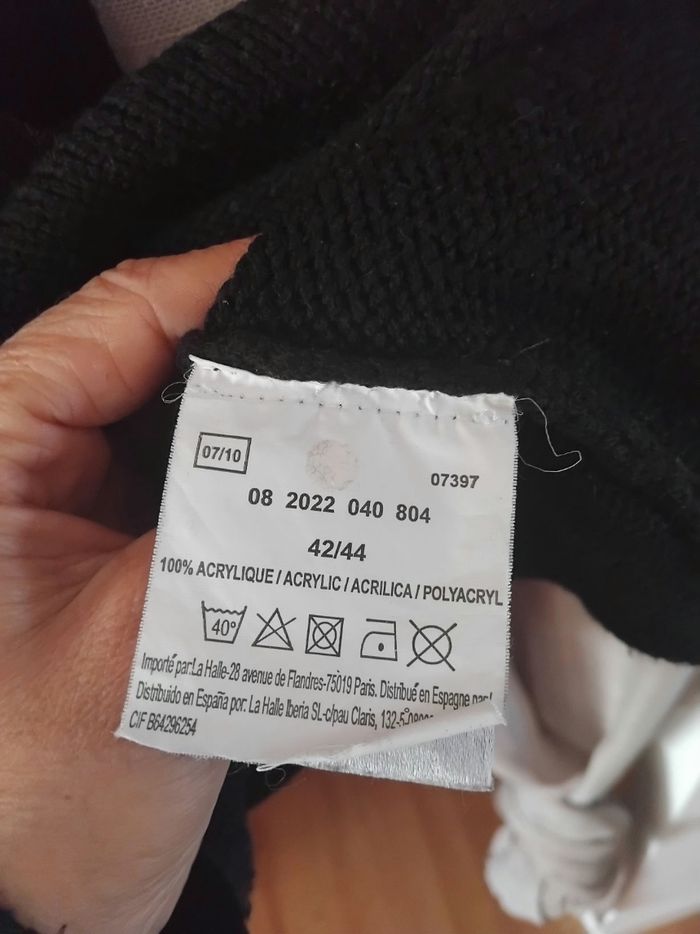 07/10
07397
08 2022 040 804
42/44
100% ACRYLIQUE / ACRYLIC / ACRILICA / POLYACRYL
40°
Importé par:La Halle-28 avenue de Flandres-75019 Paris. Distribué en Espagne par/
Distribuido en España por: La Halle Iberia SL-c/pau Claris, 132-5º
CIF B64296254